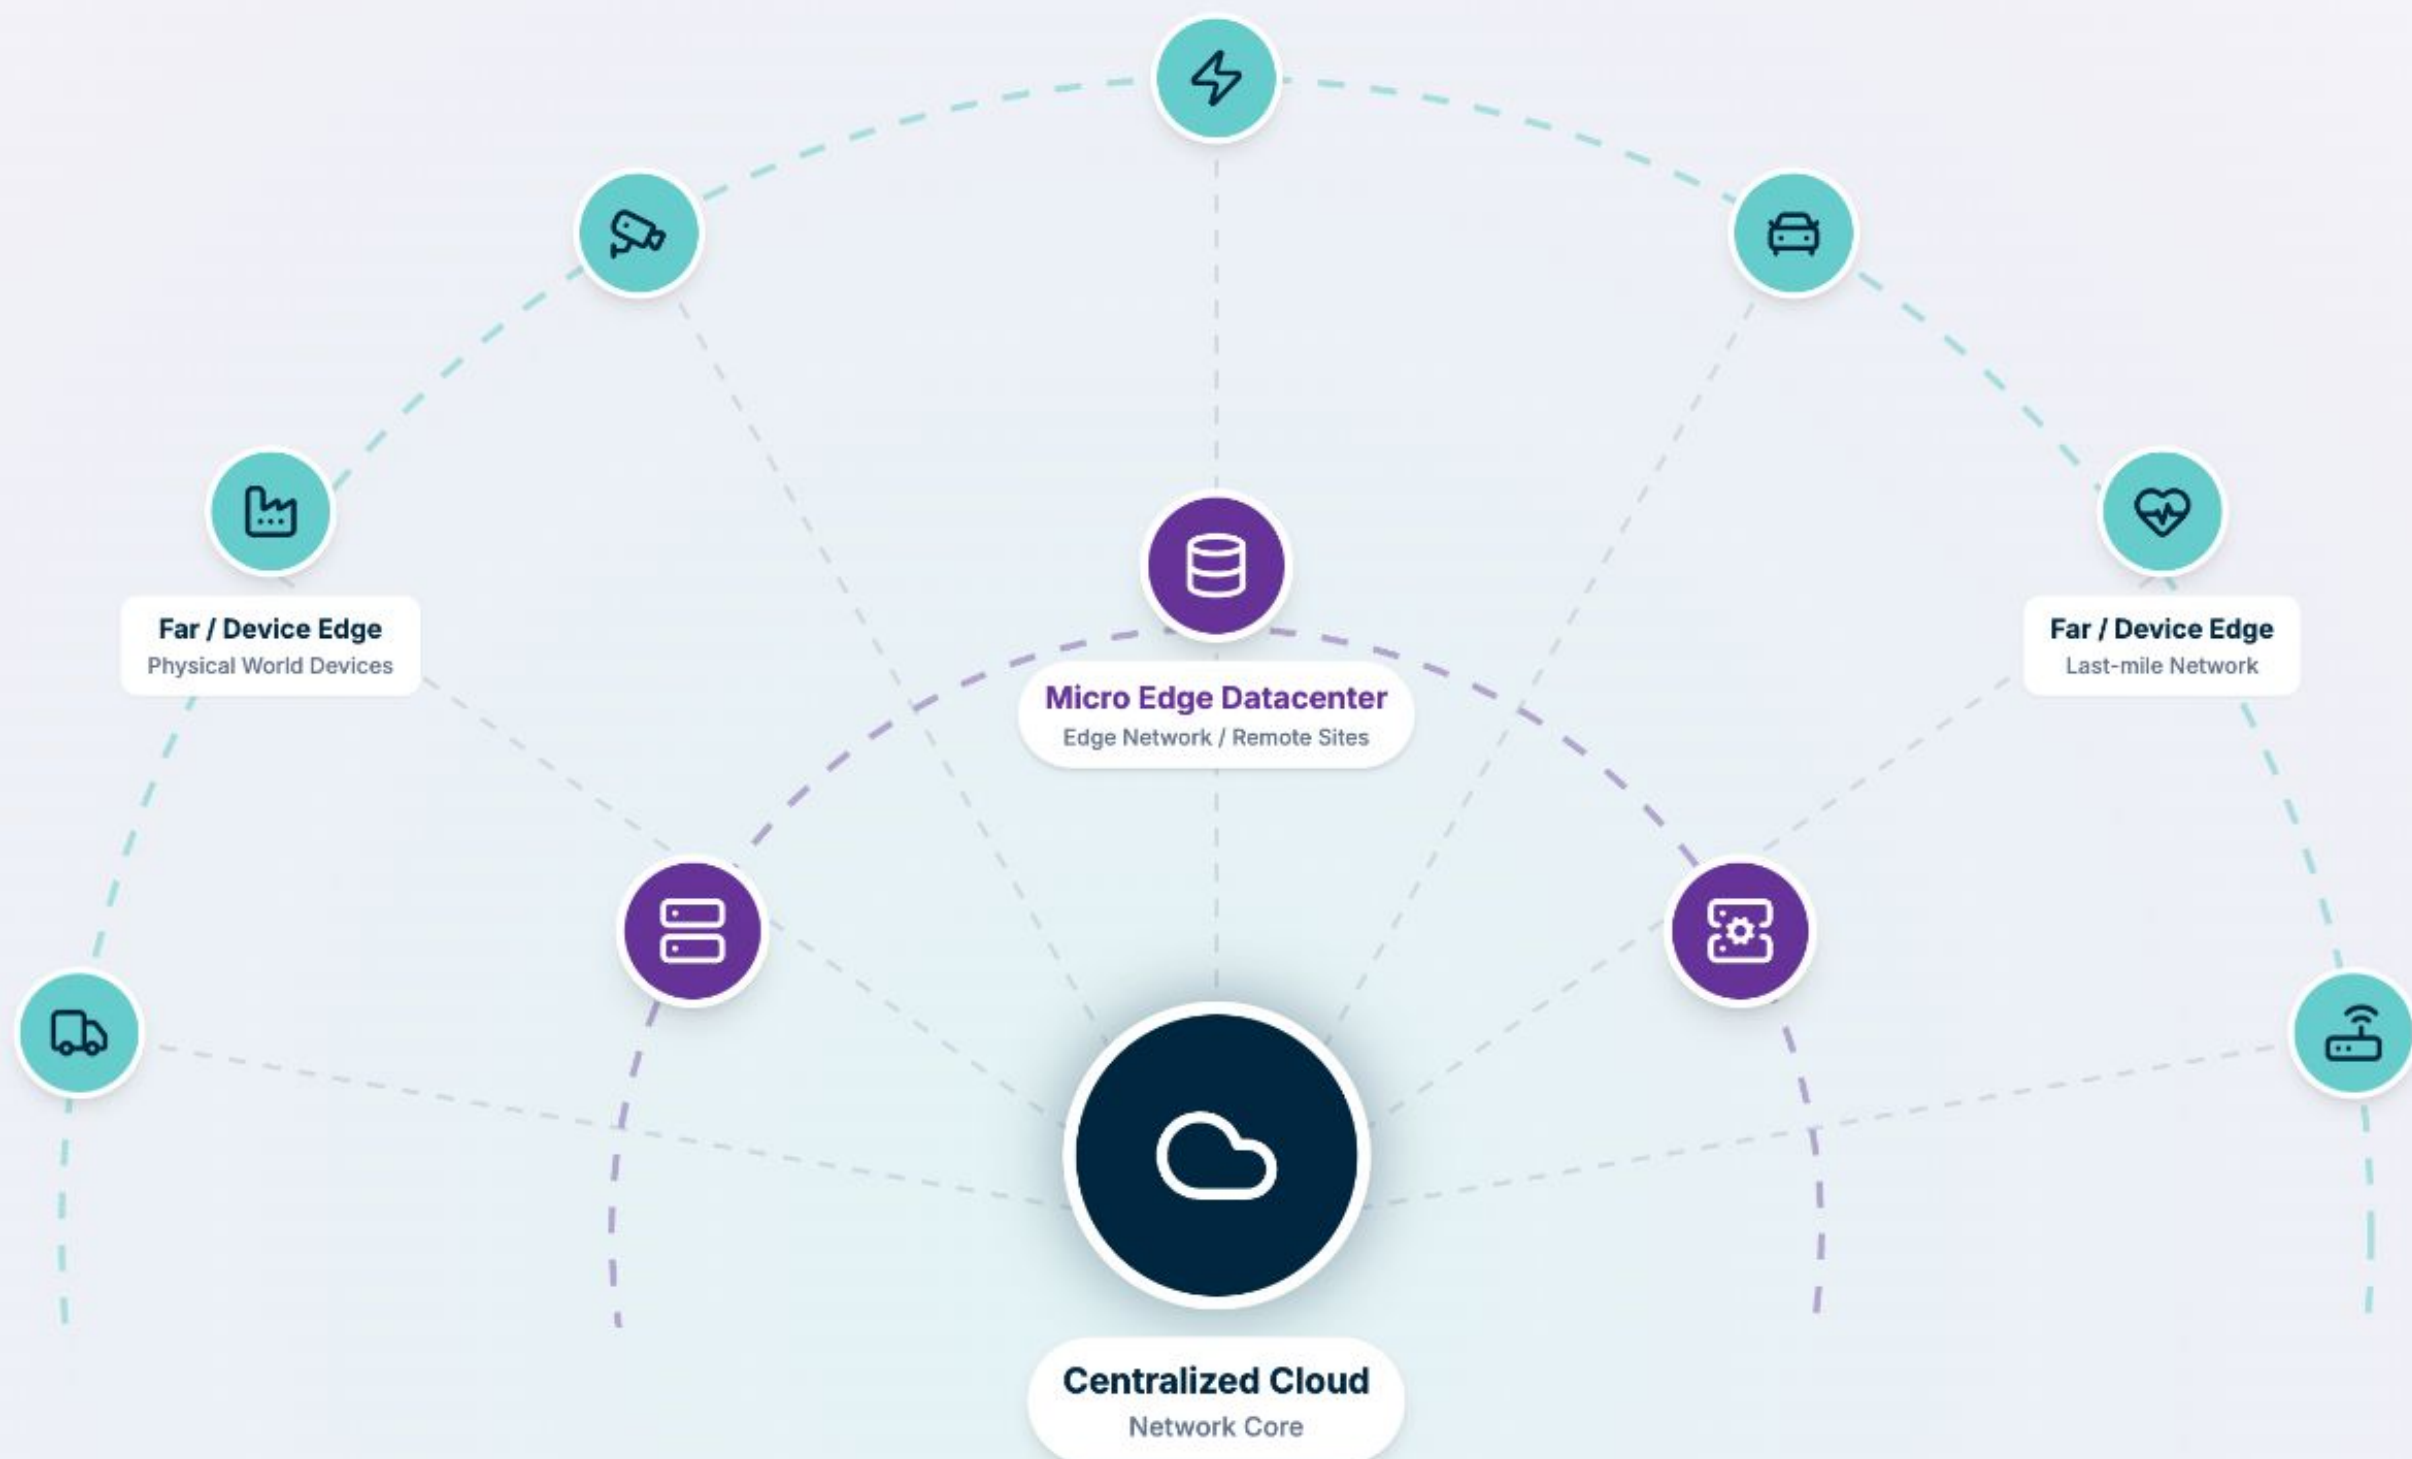 Far / Device Edge
Physical World Devices
Far / Device Edge
Last-mile Network
Micro Edge Datacenter
Edge Network / Remote Sites
Centralized Cloud
Network Core